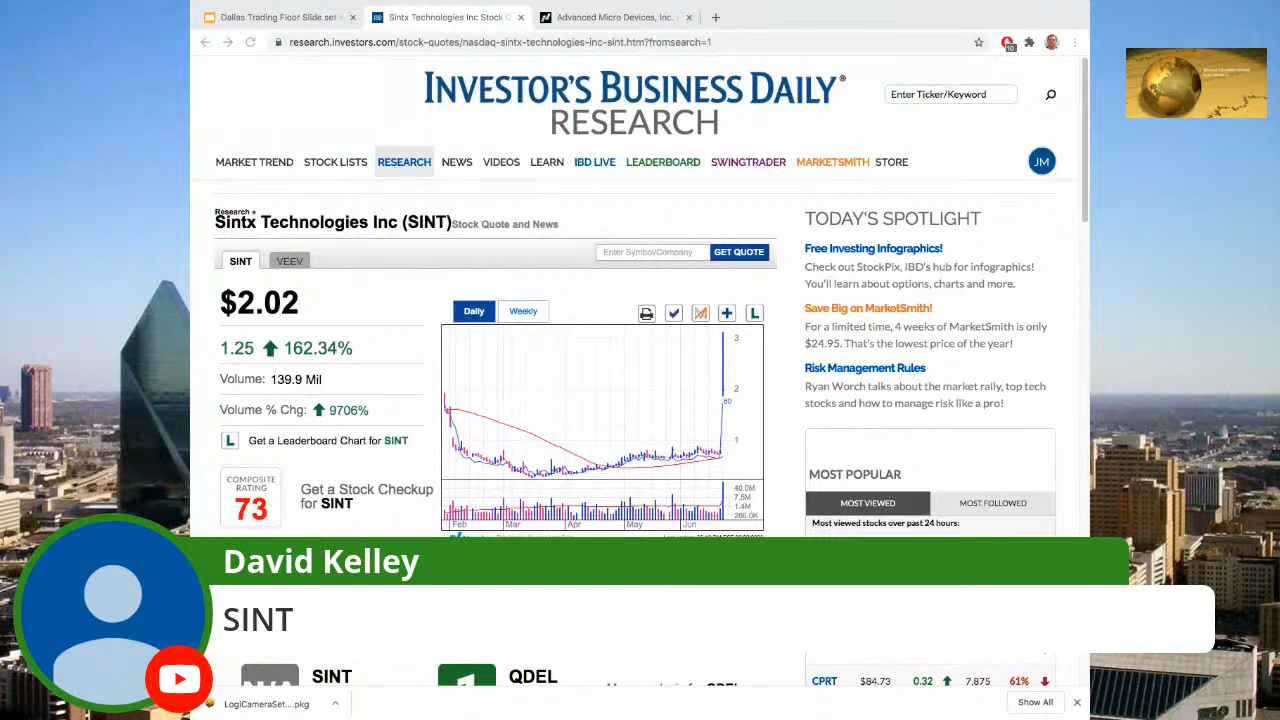 Dallas Trading Floor Slide set
Sintx Technologies Inc Stock Q
Advanced Micro Devices, Inc.
research.investors.com/stock-quotes/nasdaq-sintx-technologies-inc-sint.htm?fromsearch=1
10
INVESTOR'S BUSINESS DAILY®
RESEARCH
Enter Ticker/Keyword
MARKET TREND STOCK LISTS RESEARCH NEWS VIDEOS LEARN IBD LIVE LEADERBOARD SWINGTRADER MARKETSMITH STORE
JM
Research »
Sintx Technologies Inc (SINT) Stock Quote and News
SINT VEEV
Enter Symbol/Company GET QUOTE
$2.02
1.25 162.34%
Volume: 139.9 Mil
Volume % Chg: 9706%
L Get a Leaderboard Chart for SINT
COMPOSITE
RATING
73
Get a Stock Checkup
for SINT
Daily Weekly
L
3
2
60
1
40.0M
7.5M
1.4M
266.0K
Feb Mar Apr May Jun
TODAY'S SPOTLIGHT
Free Investing Infographics!
Check out StockPix, IBD's hub for infographics!
You'll learn about options, charts and more.
Save Big on MarketSmith!
For a limited time, 4 weeks of MarketSmith is only
$24.95. That's the lowest price of the year!
Risk Management Rules
Ryan Worch talks about the market rally, top tech
stocks and how to manage risk like a pro!
MOST POPULAR
MOST VIEWED MOST FOLLOWED
Most viewed stocks over past 24 hours:
David Kelley
SINT
SINT
QDEL
CPRT $84.73 0.32 7,875 61%
LogiCameraSet....pkg
Show All